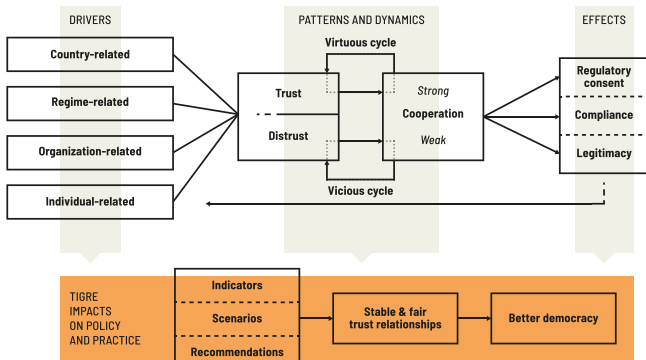 DRIVERS
PATTERNS AND DYNAMICS
EFFECTS
Country-related
Regime-related
Organization-related
Individual-related
Virtuous cycle
Trust
Distrust
Strong
Cooperation
Weak
Vicious cycle
Regulatory
consent
Compliance
Legitimacy
TIGRE
IMPACTS
ON POLICY
AND PRACTICE
Indicators
Scenarios
Recommendations
Stable & fair
trust relationships
Better democracy